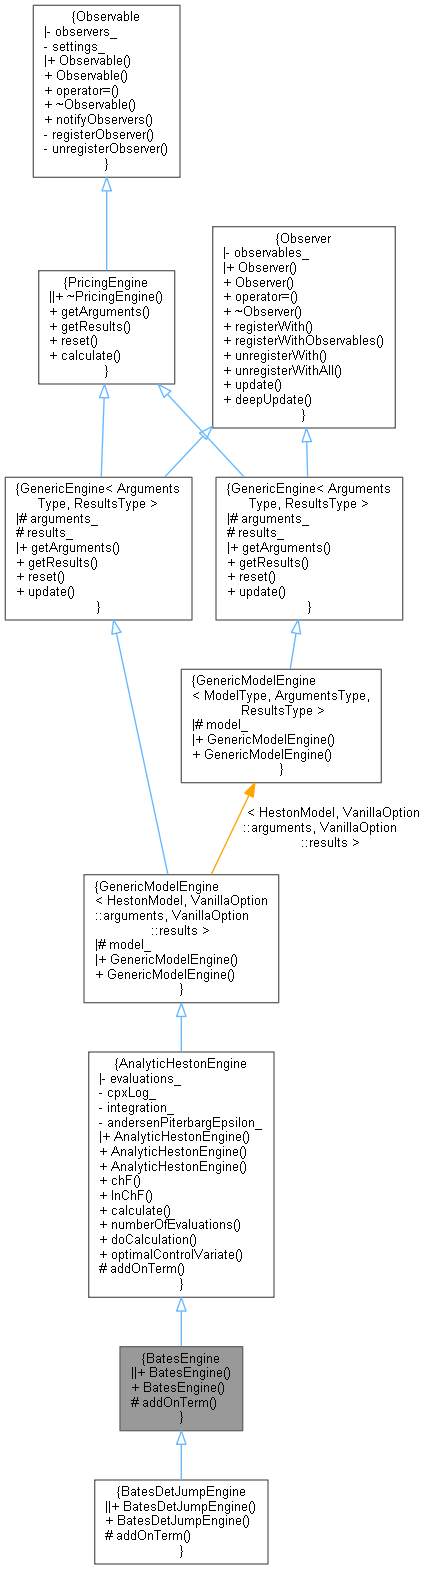 {Observable
|- observers_
- settings_
|+ Observable()
+ Observable()
+ operator=()
+ ~Observable()
+ notifyObservers()
- registerObserver()
- unregisterObserver()
}
{Observer
|- observables_
|+ Observer()
+ Observer()
+ operator=()
+ ~Observer()
+ registerWith()
+ registerWithObservables()
+ unregisterWith()
+ unregisterWithAll()
+ update()
+ deepUpdate()
}
{PricingEngine
||+ ~PricingEngine()
+ getArguments()
+ getResults()
+ reset()
+ calculate()
}
{GenericEngine< Arguments
Type, ResultsType >
|# arguments_
# results_
|+ getArguments()
+ getResults()
+ reset()
+ update()
}
{GenericEngine< Arguments
Type, ResultsType >
|# arguments_
# results_
|+ getArguments()
+ getResults()
+ reset()
+ update()
}
{GenericModelEngine
< ModelType, ArgumentsType,
ResultsType >
|# model_
|+ GenericModelEngine()
+ GenericModelEngine()
}
< HestonModel, VanillaOption
::arguments, VanillaOption
::results >
{GenericModelEngine
< HestonModel, VanillaOption
::arguments, VanillaOption
::results >
|# model_
|+ GenericModelEngine()
+ GenericModelEngine()
}
{AnalyticHestonEngine
|- evaluations_
- cpxLog_
- integration_
- andersenPiterbargEpsilon_
|+ AnalyticHestonEngine()
+ AnalyticHestonEngine()
+ AnalyticHestonEngine()
+ chF()
+ lnChF()
+ calculate()
+ numberOfEvaluations()
+ doCalculation()
+ optimalControlVariate()
# addOnTerm()
}
{BatesEngine
||+ BatesEngine()
+ BatesEngine()
# addOnTerm()
}
{BatesDetJumpEngine
||+ BatesDetJumpEngine()
+ BatesDetJumpEngine()
# addOnTerm()
}